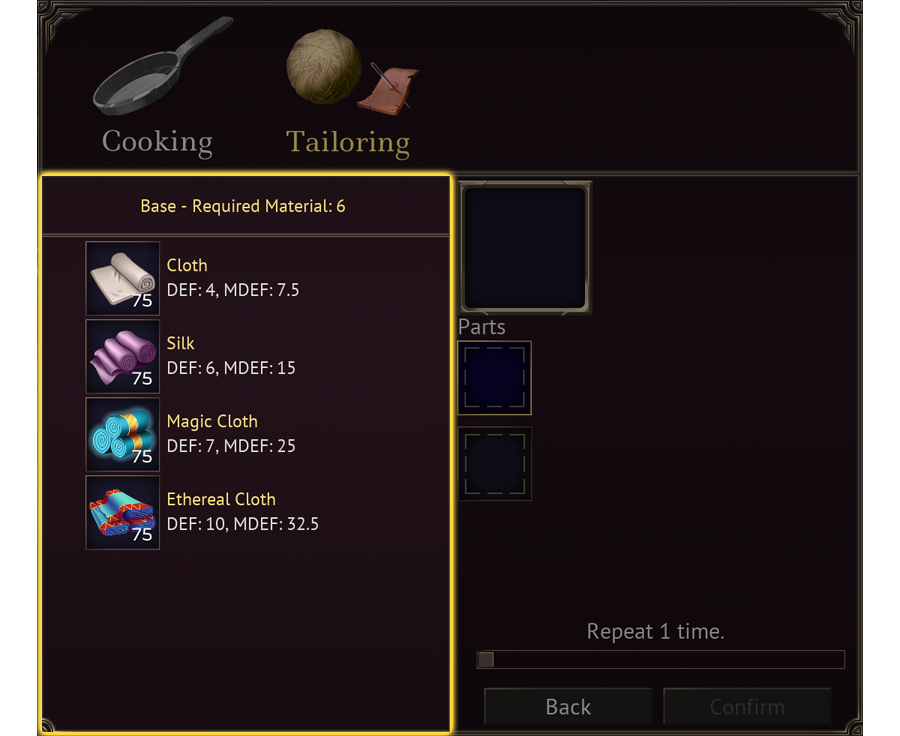 Cooking
Tailoring
Base - Required Material: 6
Cloth
75
DEF: 4, MDEF: 7.5
Silk
75
DEF: 6, MDEF: 15
Magic Cloth
75
DEF: 7, MDEF: 25
Ethereal Cloth
75
DEF: 10, MDEF: 32.5
Parts
Repeat 1 time.
Back
Confirm